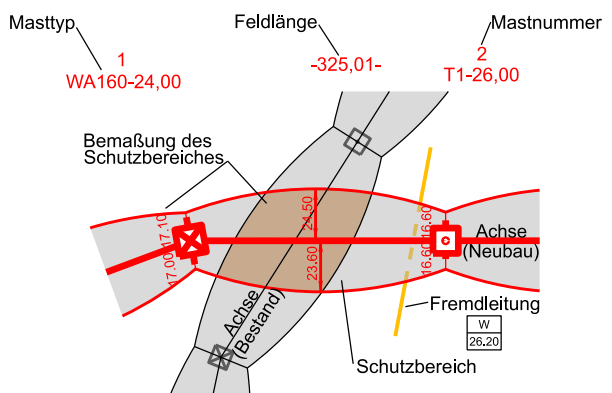 Masttyp
Feldlänge
Mastnummer
1
WA160-24,00
-325,01-
2
T1-26,00
Bemaßung des
Schutzbereiches
17.10
17.00
24.50
23.60
16.60
16.60
Achse
(Neubau)
Achse
(Bestand)
Fremdleitung
W
26.20
Schutzbereich